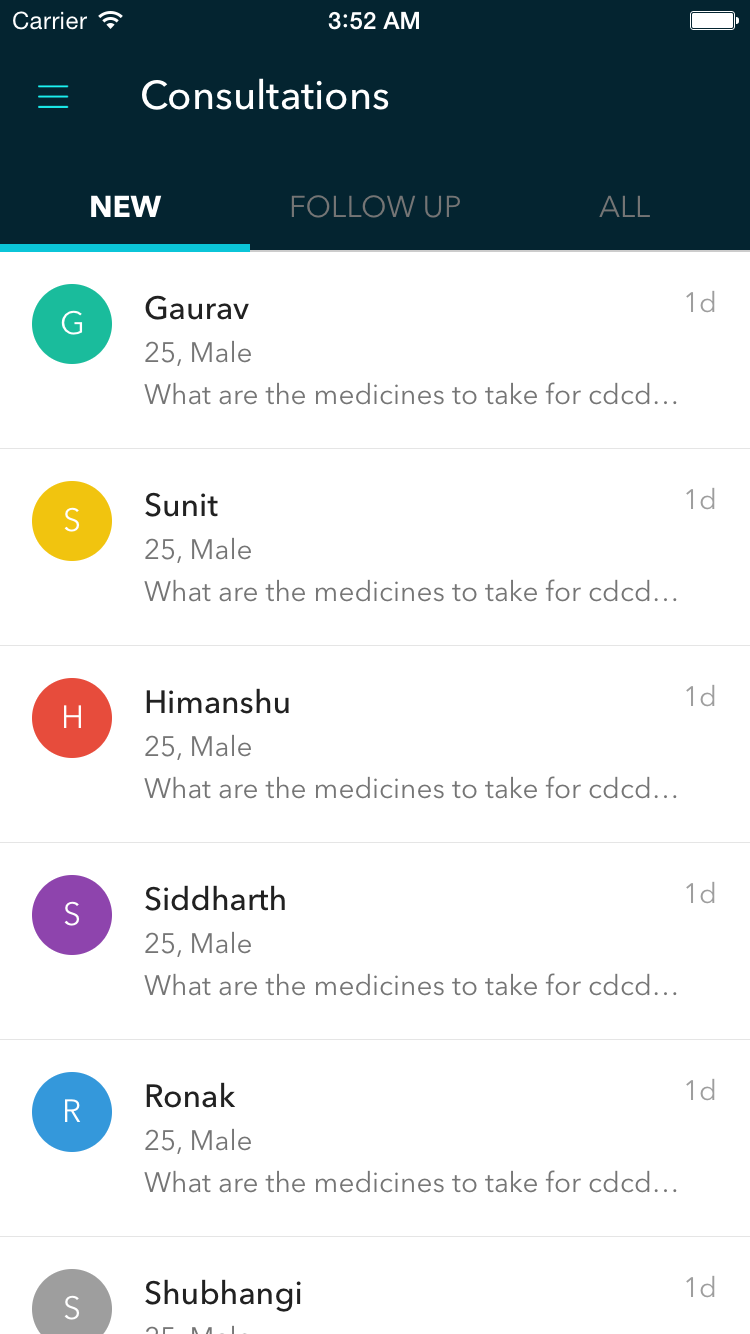 Carrier 3:52 AM
Consultations
NEW FOLLOW UP ALL
G Gaurav 1d
25, Male
What are the medicines to take for cdcd...
S Sunit 1d
25, Male
What are the medicines to take for cdcd...
H Himanshu 1d
25, Male
What are the medicines to take for cdcd...
S Siddharth 1d
25, Male
What are the medicines to take for cdcd...
R Ronak 1d
25, Male
What are the medicines to take for cdcd...
S Shubhangi 1d
25, Male